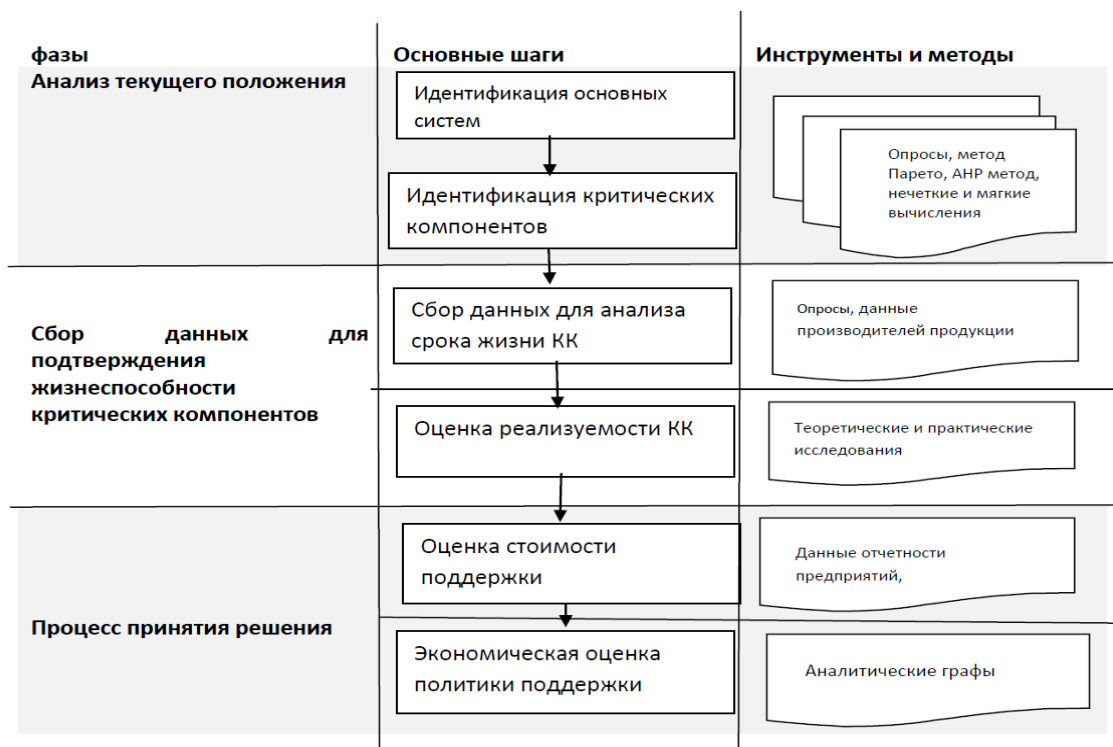 фазы
Анализ текущего положения
Основные шаги
Инструменты и методы
Идентификация основных
систем
Идентификация критических
компонентов
Опросы, метод
Парето, АНР метод,
нечеткие и мягкие
вычисления
Сбор данных для
подтверждения
жизнеспособности
критических компонентов
Сбор данных для анализа
срока жизни КК
Опросы, данные
производителей продукции
Оценка реализуемости КК
Теоретические и практические
исследования
Процесс принятия решения
Оценка стоимости
поддержки
Данные отчетности
предприятий,
Экономическая оценка
политики поддержки
Аналитические графы